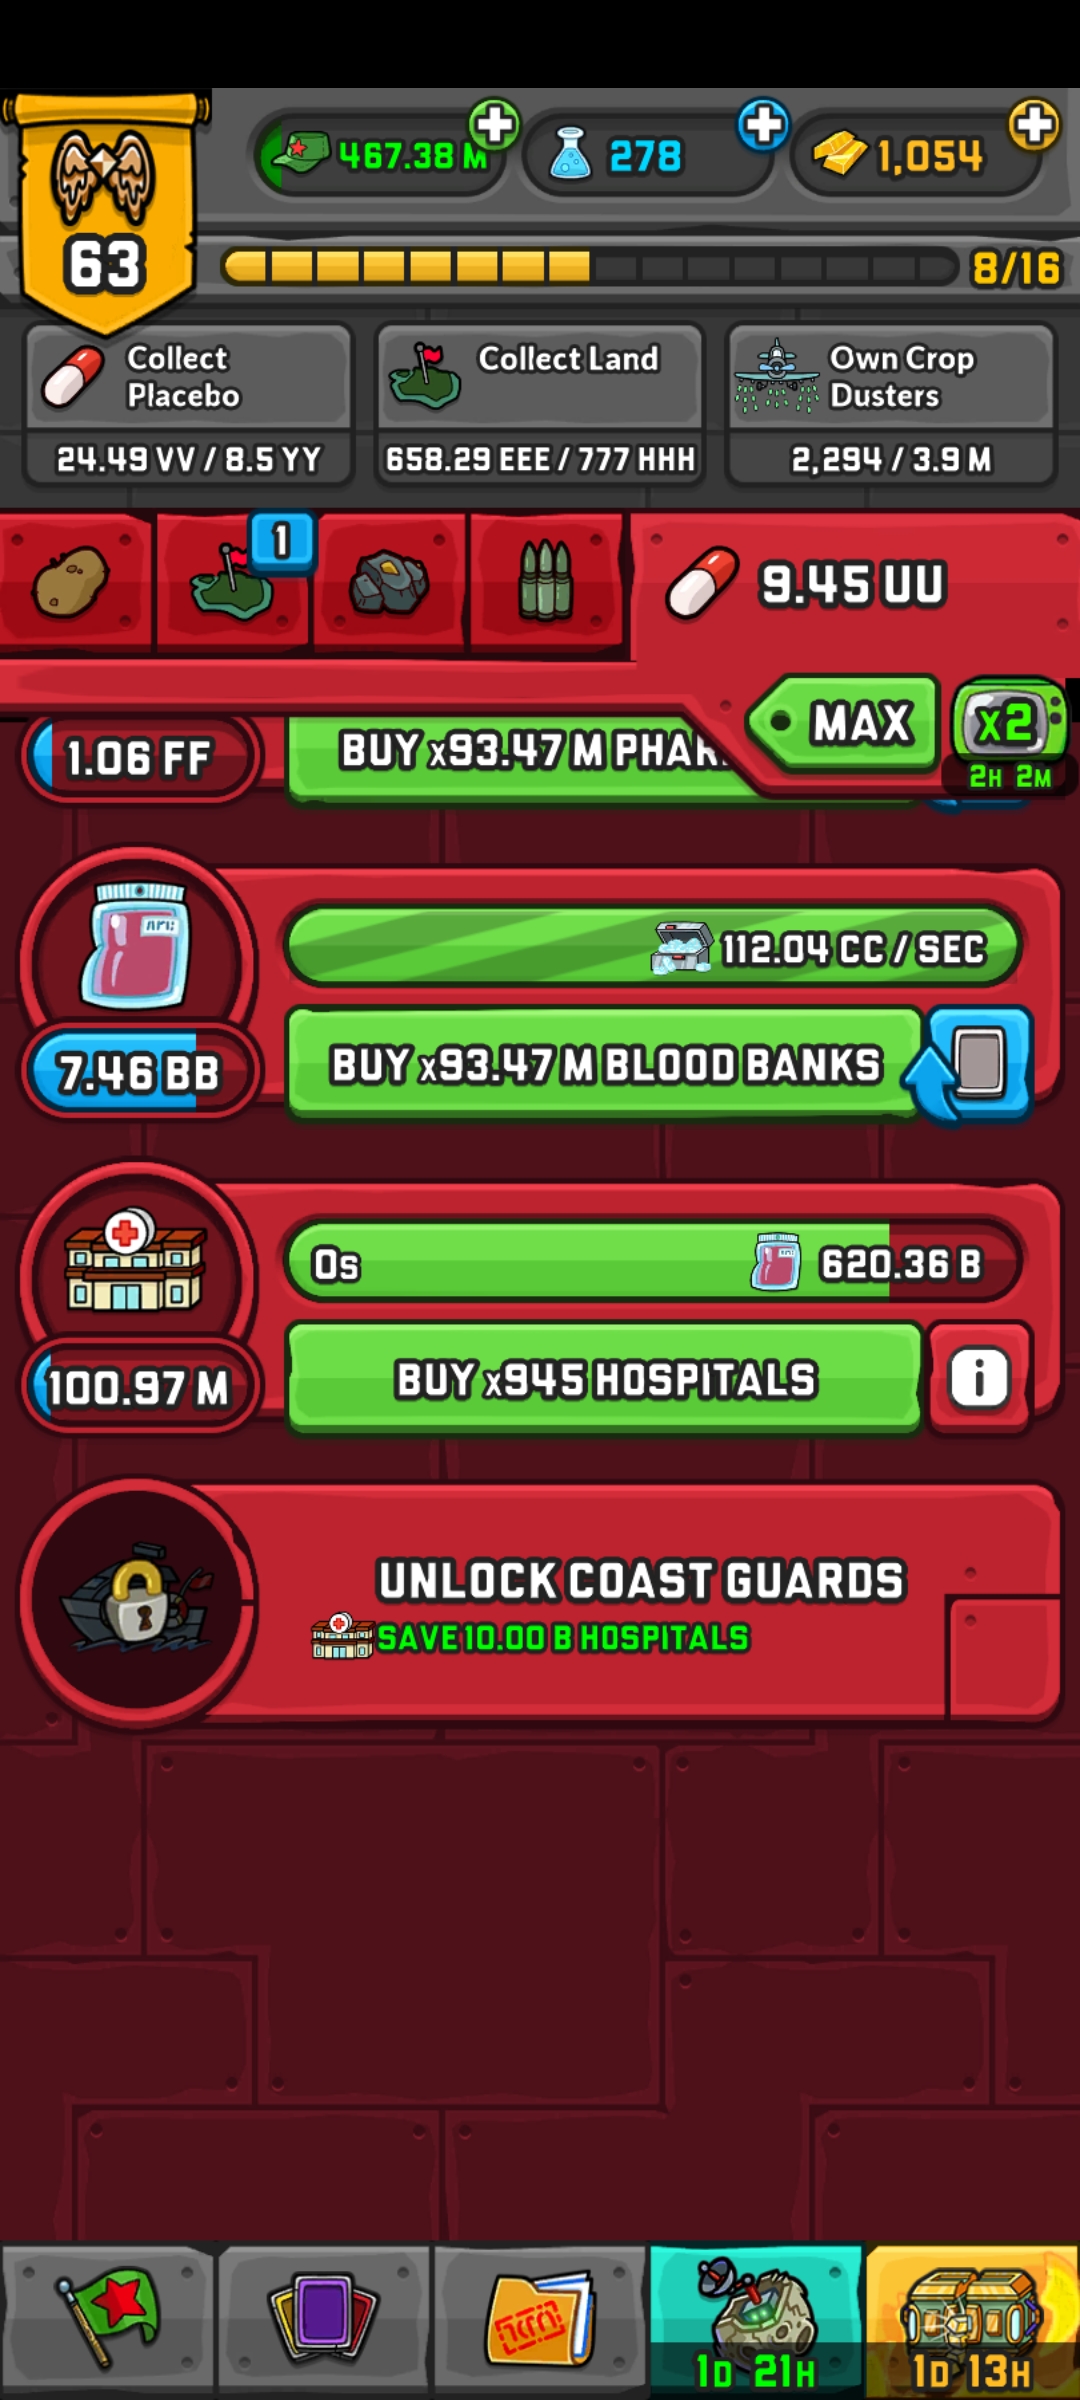 467.38 M
278
1,054
63
8/16
Collect
Placebo
24.49 VV / 8.5 YY
Collect Land
658.29 EEE / 777 HHH
Own Crop
Dusters
2,294 / 3.9 M
1
9.45 UU
MAX
x2
2H 2M
1.06 FF
BUY x93.47 M PHAR
112.04 CC / SEC
7.46 BB
BUY x93.47 M BLOOD BANKS
0s
620.36 B
100.97 M
BUY x945 HOSPITALS
i
UNLOCK COAST GUARDS
SAVE 10.00 B HOSPITALS
1D 21H
1D 13H